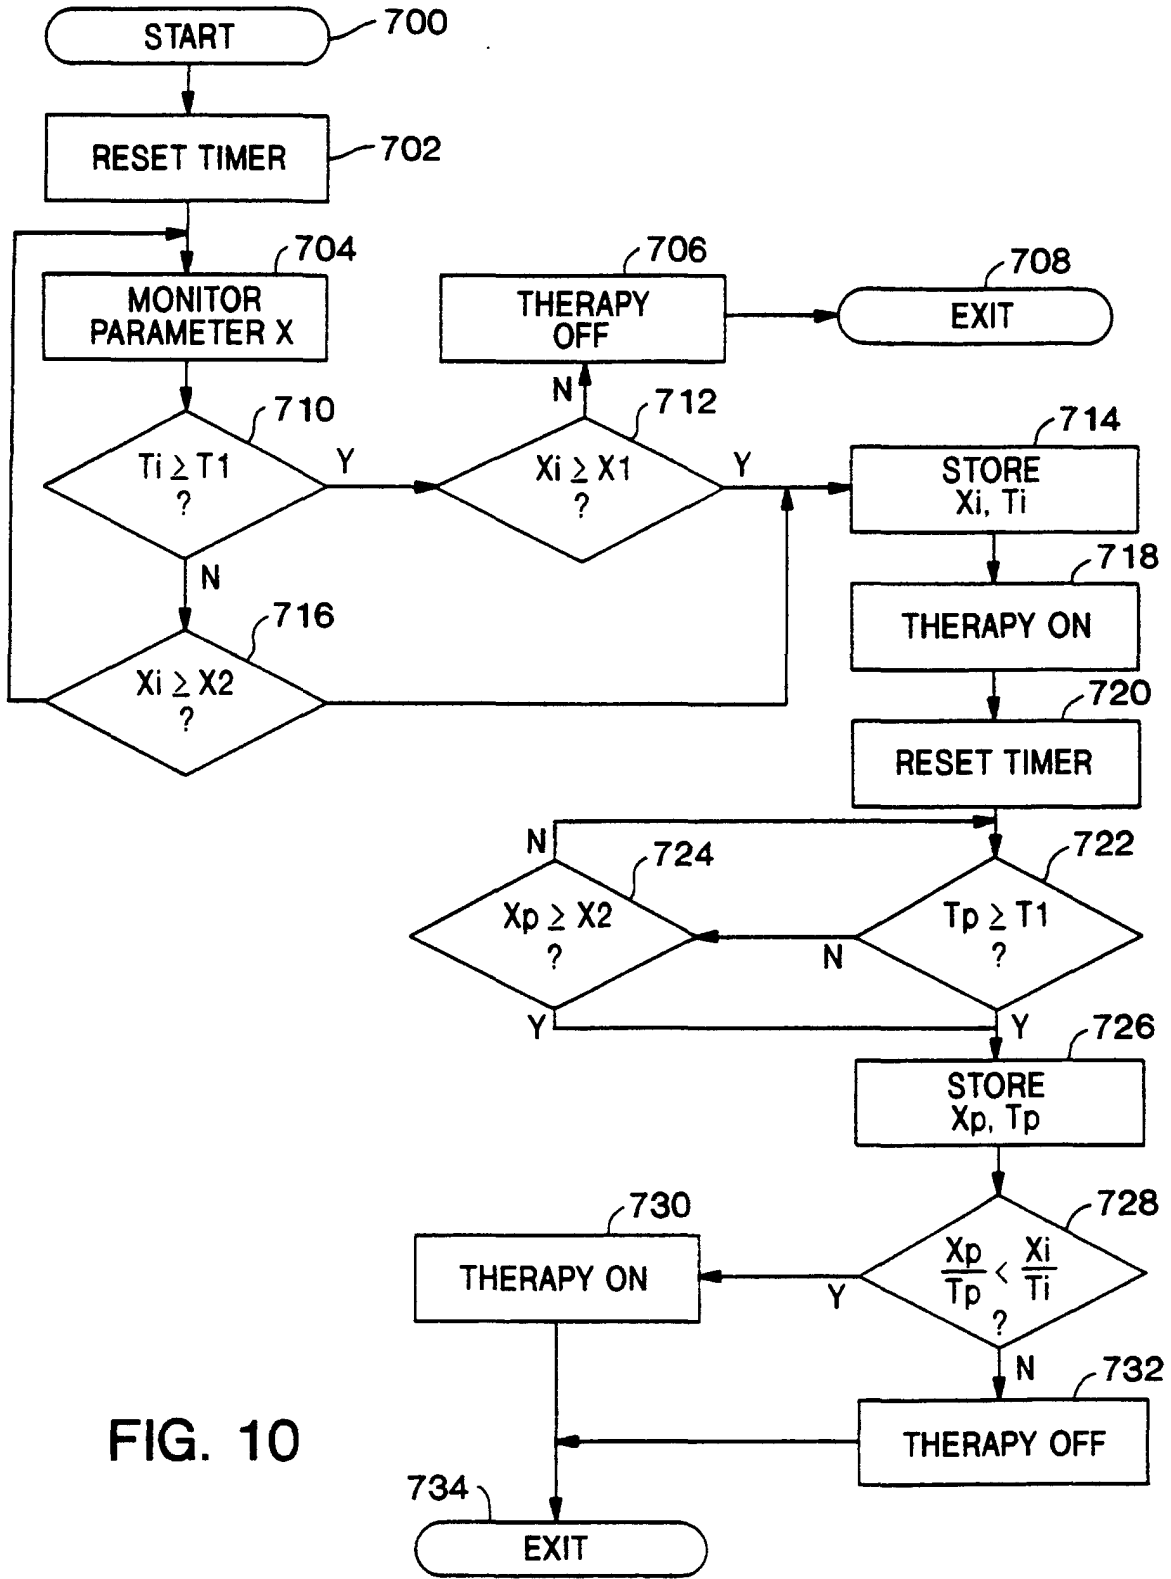 START
700
RESET TIMER
702
704
MONITOR
PARAMETER X
706
THERAPY
OFF
708
EXIT
710
Ti ≥ T1
?
Y
N
712
Xi ≥ X1
?
N
Y
714
STORE
Xi, Ti
716
Xi ≥ X2
?
718
THERAPY ON
720
RESET TIMER
722
Tp ≥ T1
?
N
Y
724
Xp ≥ X2
?
N
Y
726
STORE
Xp, Tp
728
Xp < Xi
Tp Ti
?
Y
N
730
THERAPY ON
732
THERAPY OFF
734
EXIT
FIG. 10